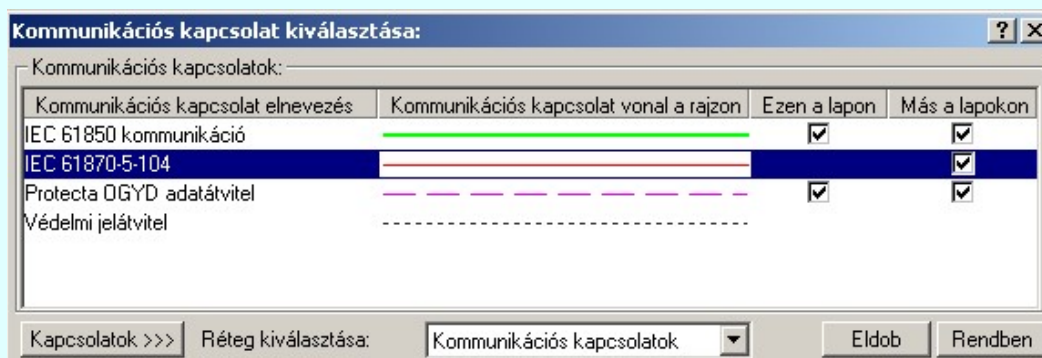 Kommunikációs kapcsolat kiválasztása:
Kommunikációs kapcsolatok:
Kommunikációs kapcsolat elnevezés Kommunikációs kapcsolat vonal a rajzon Ezen a lapon Más a lapokon
IEC 61850 kommunikáció
IEC 61870-5-104
Protecta OGYD adatátvitel
Védelmi jelátvitel
Kapcsolatok >>> Réteg kiválasztása: Kommunikációs kapcsolatok Eldob Rendben